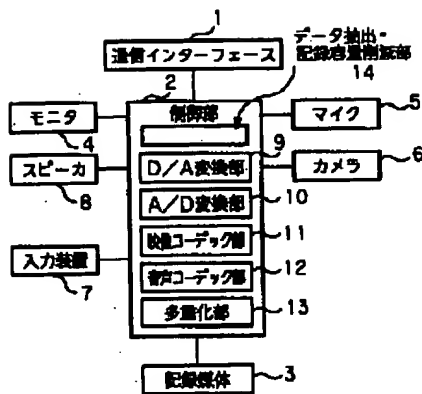 1
通信インターフェース
データ抽出・
記録容量削減部
14
2
制御部
モニタ
4
マイク
5
9
スピーカ
8
D/A変換部
カメラ
6
A/D変換部
10
映像コーデック部
11
入力装置
7
音声コーデック部
12
多重化部
13
記録媒体
3